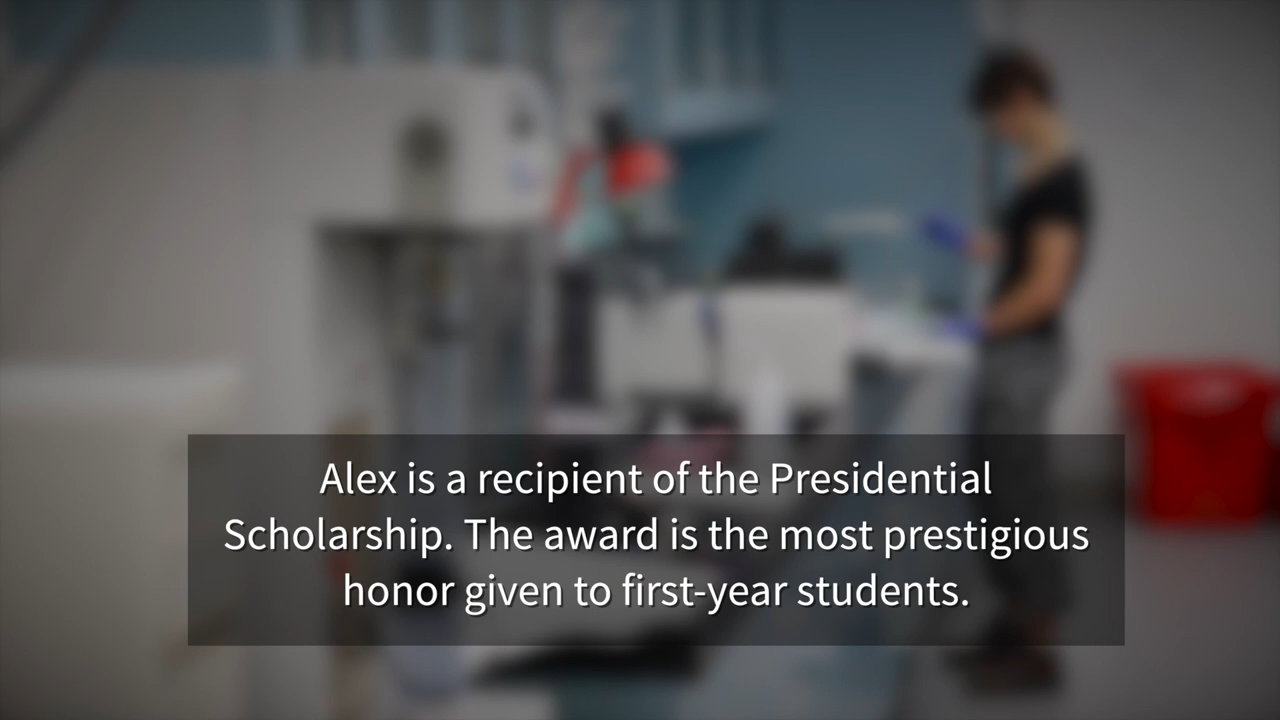 Alex is a recipient of the Presidential
Scholarship. The award is the most prestigious
honor given to first-year students.